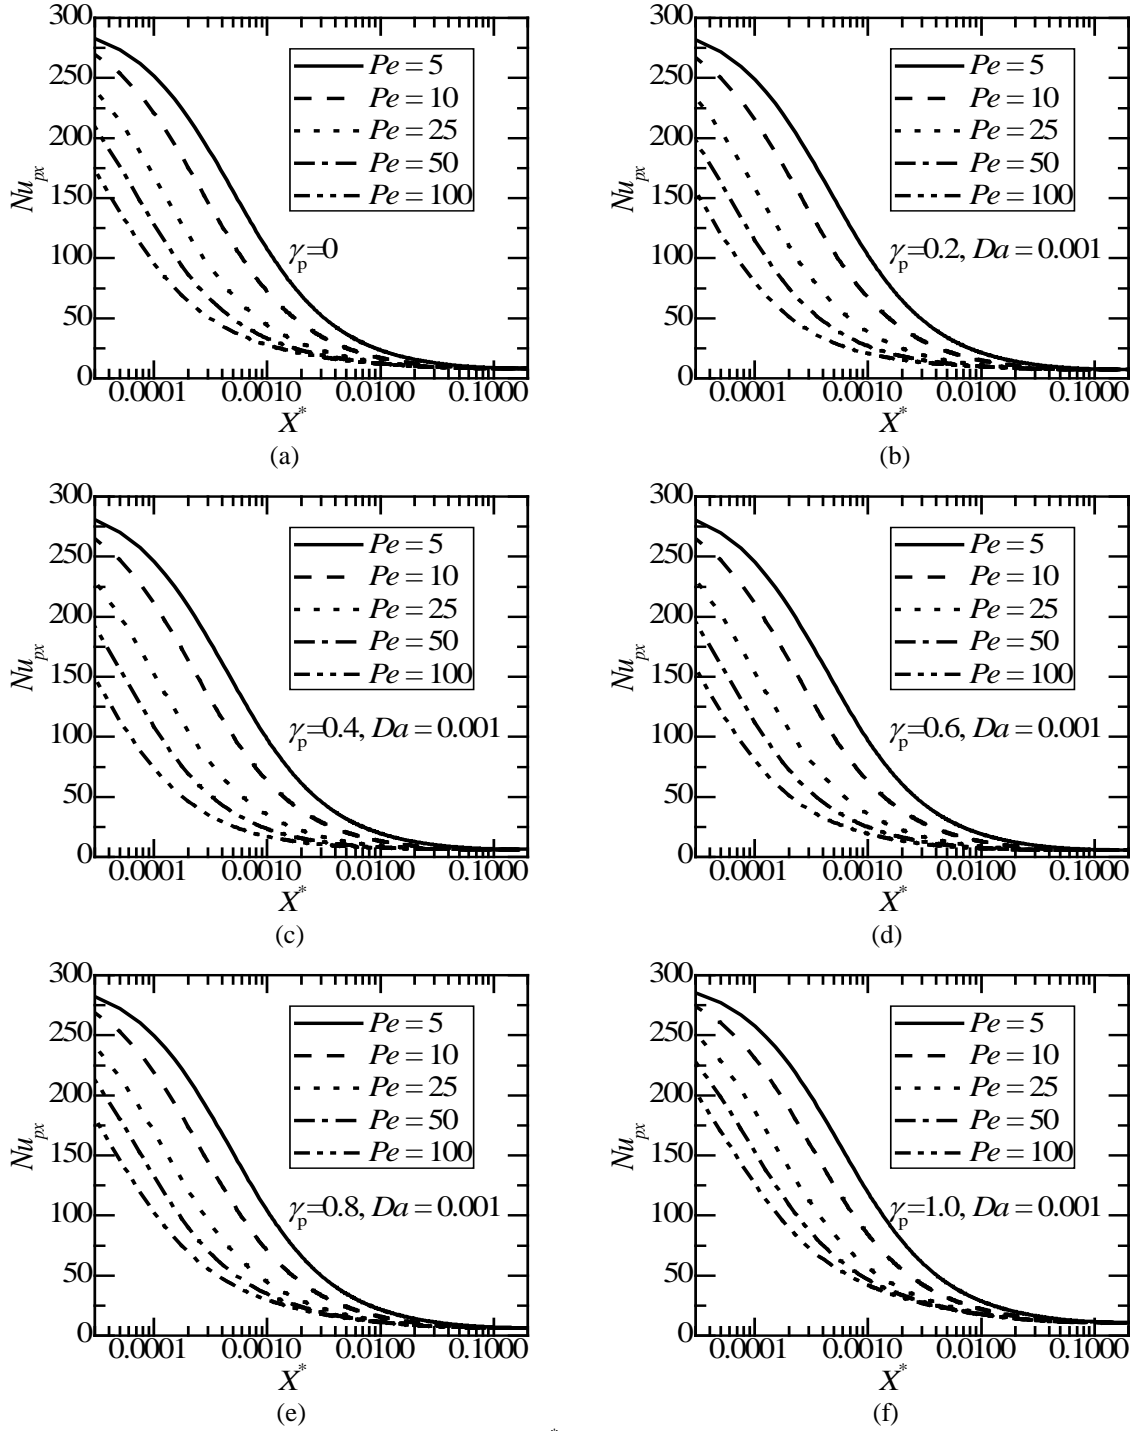 300
250
200
150
100
50
0
Nu_px
Pe = 5
Pe = 10
Pe = 25
Pe = 50
Pe = 100
γ_p=0
0.0001 0.0010 0.0100 0.1000
X*
(a)
300
250
200
150
100
50
0
Nu_px
Pe = 5
Pe = 10
Pe = 25
Pe = 50
Pe = 100
γ_p=0.2, Da = 0.001
0.0001 0.0010 0.0100 0.1000
X*
(b)
300
250
200
150
100
50
0
Nu_px
Pe = 5
Pe = 10
Pe = 25
Pe = 50
Pe = 100
γ_p=0.4, Da = 0.001
0.0001 0.0010 0.0100 0.1000
X*
(c)
300
250
200
150
100
50
0
Nu_px
Pe = 5
Pe = 10
Pe = 25
Pe = 50
Pe = 100
γ_p=0.6, Da = 0.001
0.0001 0.0010 0.0100 0.1000
X*
(d)
300
250
200
150
100
50
0
Nu_px
Pe = 5
Pe = 10
Pe = 25
Pe = 50
Pe = 100
γ_p=0.8, Da = 0.001
0.0001 0.0010 0.0100 0.1000
X*
(e)
300
250
200
150
100
50
0
Nu_px
Pe = 5
Pe = 10
Pe = 25
Pe = 50
Pe = 100
γ_p=1.0, Da = 0.001
0.0001 0.0010 0.0100 0.1000
X*
(f)
*